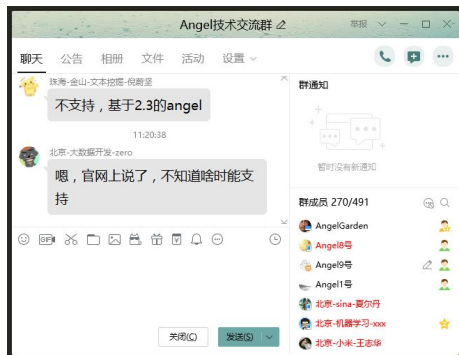 Angel技术交流群
举报
聊天 公告 相册 文件 活动 设置
珠海-金山-文本挖掘-倪蔚坚
不支持，基于2.3的angel
11:20:38
北京-大数据开发-zero
嗯，官网上说了，不知道啥时能支
持
GIF
关闭(C) 发送(S)
群通知
暂时没有新通知
群成员 270/491
AngelGarden
Angel8号
Angel9号
Angel1号
北京-sina-夏尔丹
北京-机器学习-xxx
北京-小米-王志华